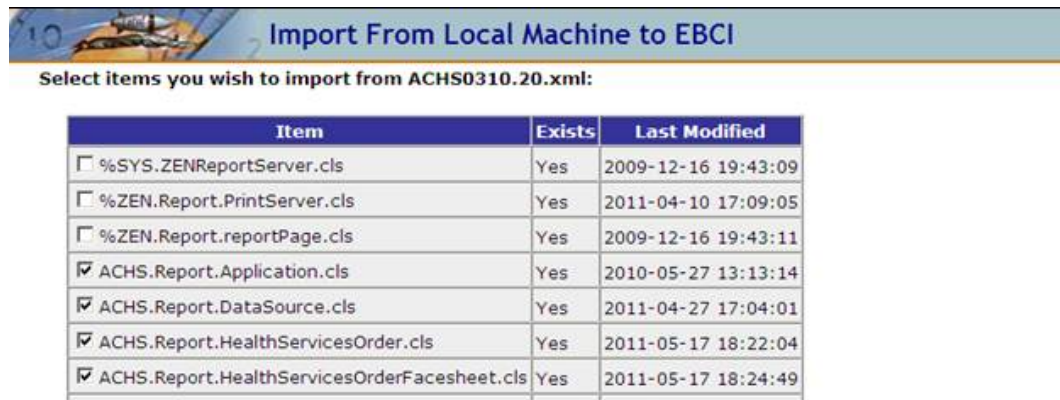 10
2
Import From Local Machine to EBCI
Select items you wish to import from ACHS0310.20.xml:
Item Exists Last Modified
%SYS.ZENReportServer.cls Yes 2009-12-16 19:43:09
%ZEN.Report.PrintServer.cls Yes 2011-04-10 17:09:05
%ZEN.Report.reportPage.cls Yes 2009-12-16 19:43:11
ACHS.Report.Application.cls Yes 2010-05-27 13:13:14
ACHS.Report.DataSource.cls Yes 2011-04-27 17:04:01
ACHS.Report.HealthServicesOrder.cls Yes 2011-05-17 18:22:04
ACHS.Report.HealthServicesOrderFacesheet.cls Yes 2011-05-17 18:24:49